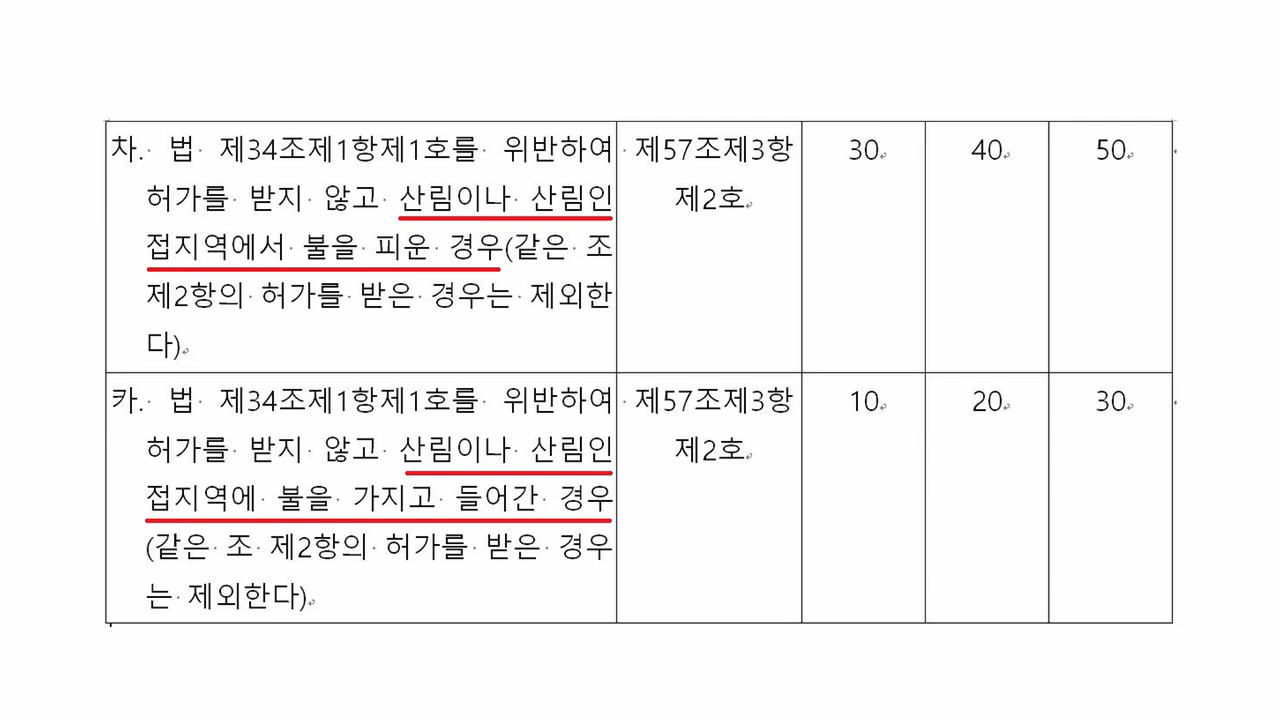 차. 법 제34조제1항제1호를 위반하여
허가를 받지 않고 산림이나 산림인
접지역에서 불을 피운 경우(같은 조
제2항의 허가를 받은 경우는 제외한
다)
제57조제3항
제2호
30
40
50
카. 법 제34조제1항제1호를 위반하여
허가를 받지 않고 산림이나 산림인
접지역에 불을 가지고 들어간 경우
(같은 조 제2항의 허가를 받은 경우
는 제외한다)
제57조제3항
제2호
10
20
30